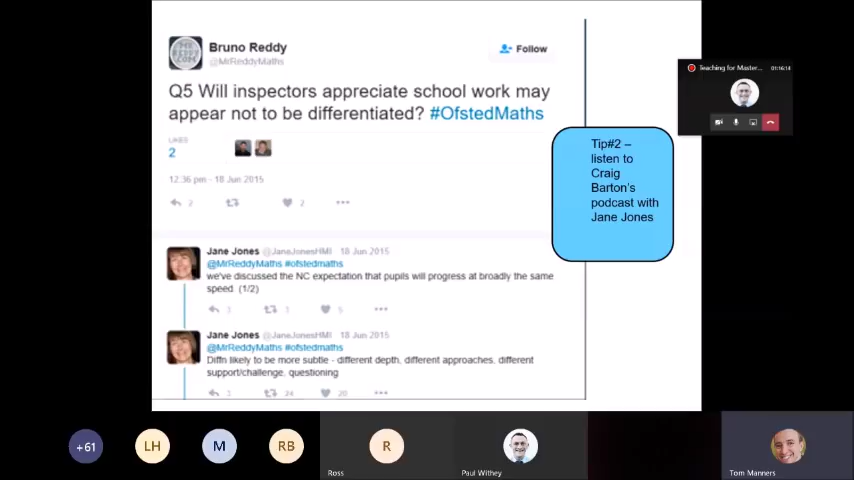 Bruno Reddy
@MrReddyMaths
Follow
Q5 Will inspectors appreciate school work may
appear not to be differentiated? #OfstedMaths
LIKES
2
12:36 pm - 18 Jun 2015
2
2
Jane Jones @JaneJonesHMI 18 Jun 2015
@MrReddyMaths #ofstedmaths
we've discussed the NC expectation that pupils will progress at broadly the same
speed. (1/2)
1
5
Jane Jones @JaneJonesHMI 18 Jun 2015
@MrReddyMaths #ofstedmaths
Diffn likely to be more subtle - different depth, different approaches, different
support/challenge, questioning
24
20
Tip#2 –
listen to
Craig
Barton's
podcast with
Jane Jones
Teaching for Master...
01:16:14
+61
LH
M
RB
R
Ross
Paul Withey
Tom Manners